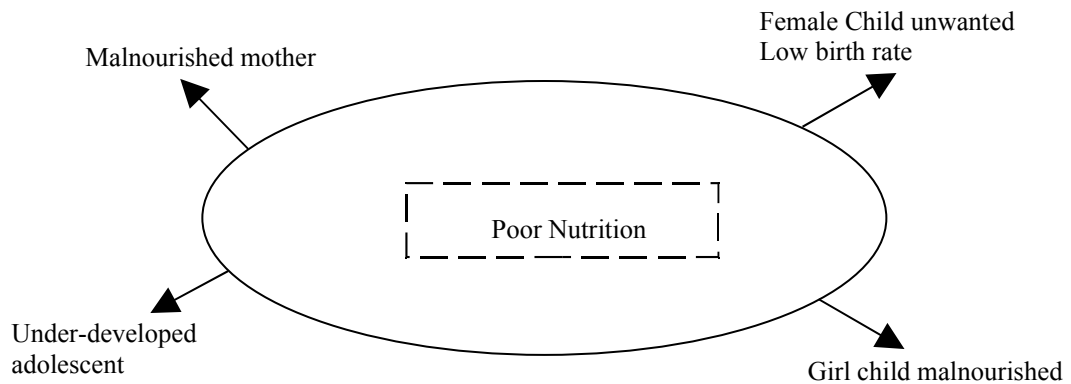 Female Child unwanted
Low birth rate
Malnourished mother
Poor Nutrition
Under-developed
adolescent
Girl child malnourished